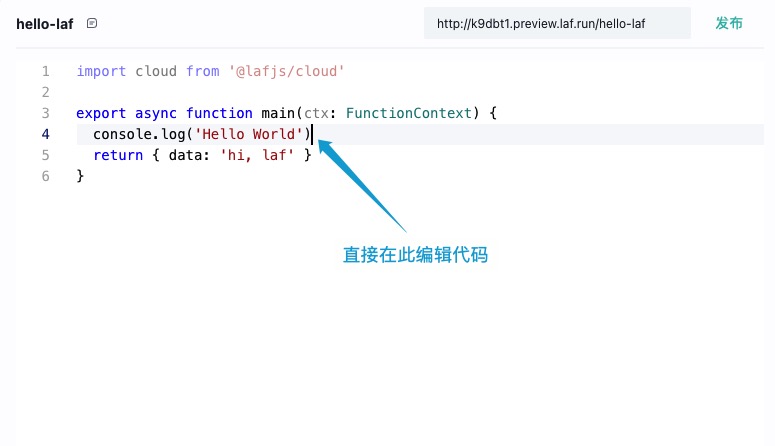 hello-laf
http://k9dbt1.preview.laf.run/hello-laf
发布
1 import cloud from '@lafjs/cloud'
2
3 export async function main(ctx: FunctionContext) {
4   console.log('Hello World')
5   return { data: 'hi, laf' }
6 }
直接在此编辑代码